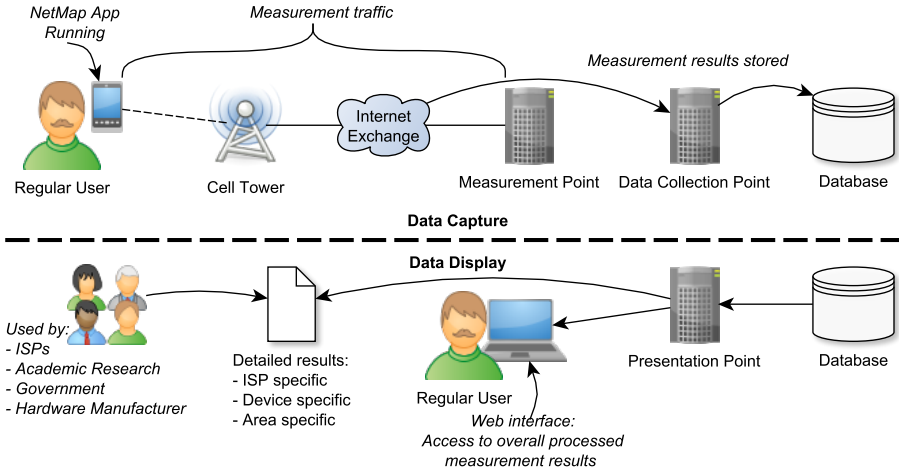 NetMap App
Running
Measurement traffic
Measurement results stored
Internet
Exchange
Regular User
Cell Tower
Measurement Point
Data Collection Point
Database
Data Capture
Data Display
Used by:
- ISPs
- Academic Research
- Government
- Hardware Manufacturer
Detailed results:
- ISP specific
- Device specific
- Area specific
Regular User
Web interface:
Access to overall processed
measurement results
Presentation Point
Database